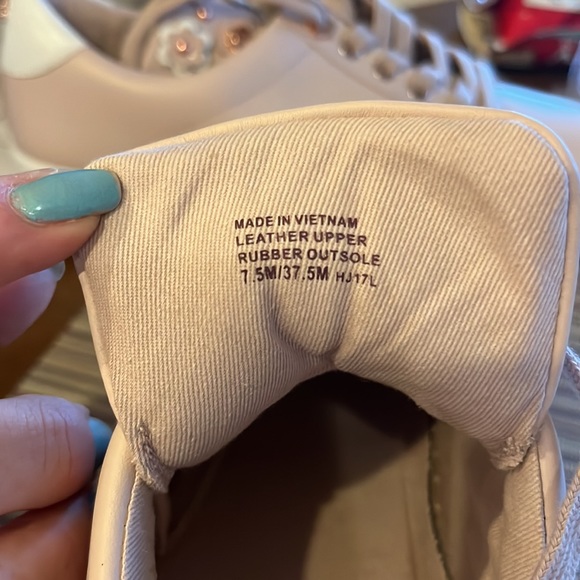 MADE IN VIETNAM
LEATHER UPPER
RUBBER OUTSOLE
7.5M/37.5M HJ17L